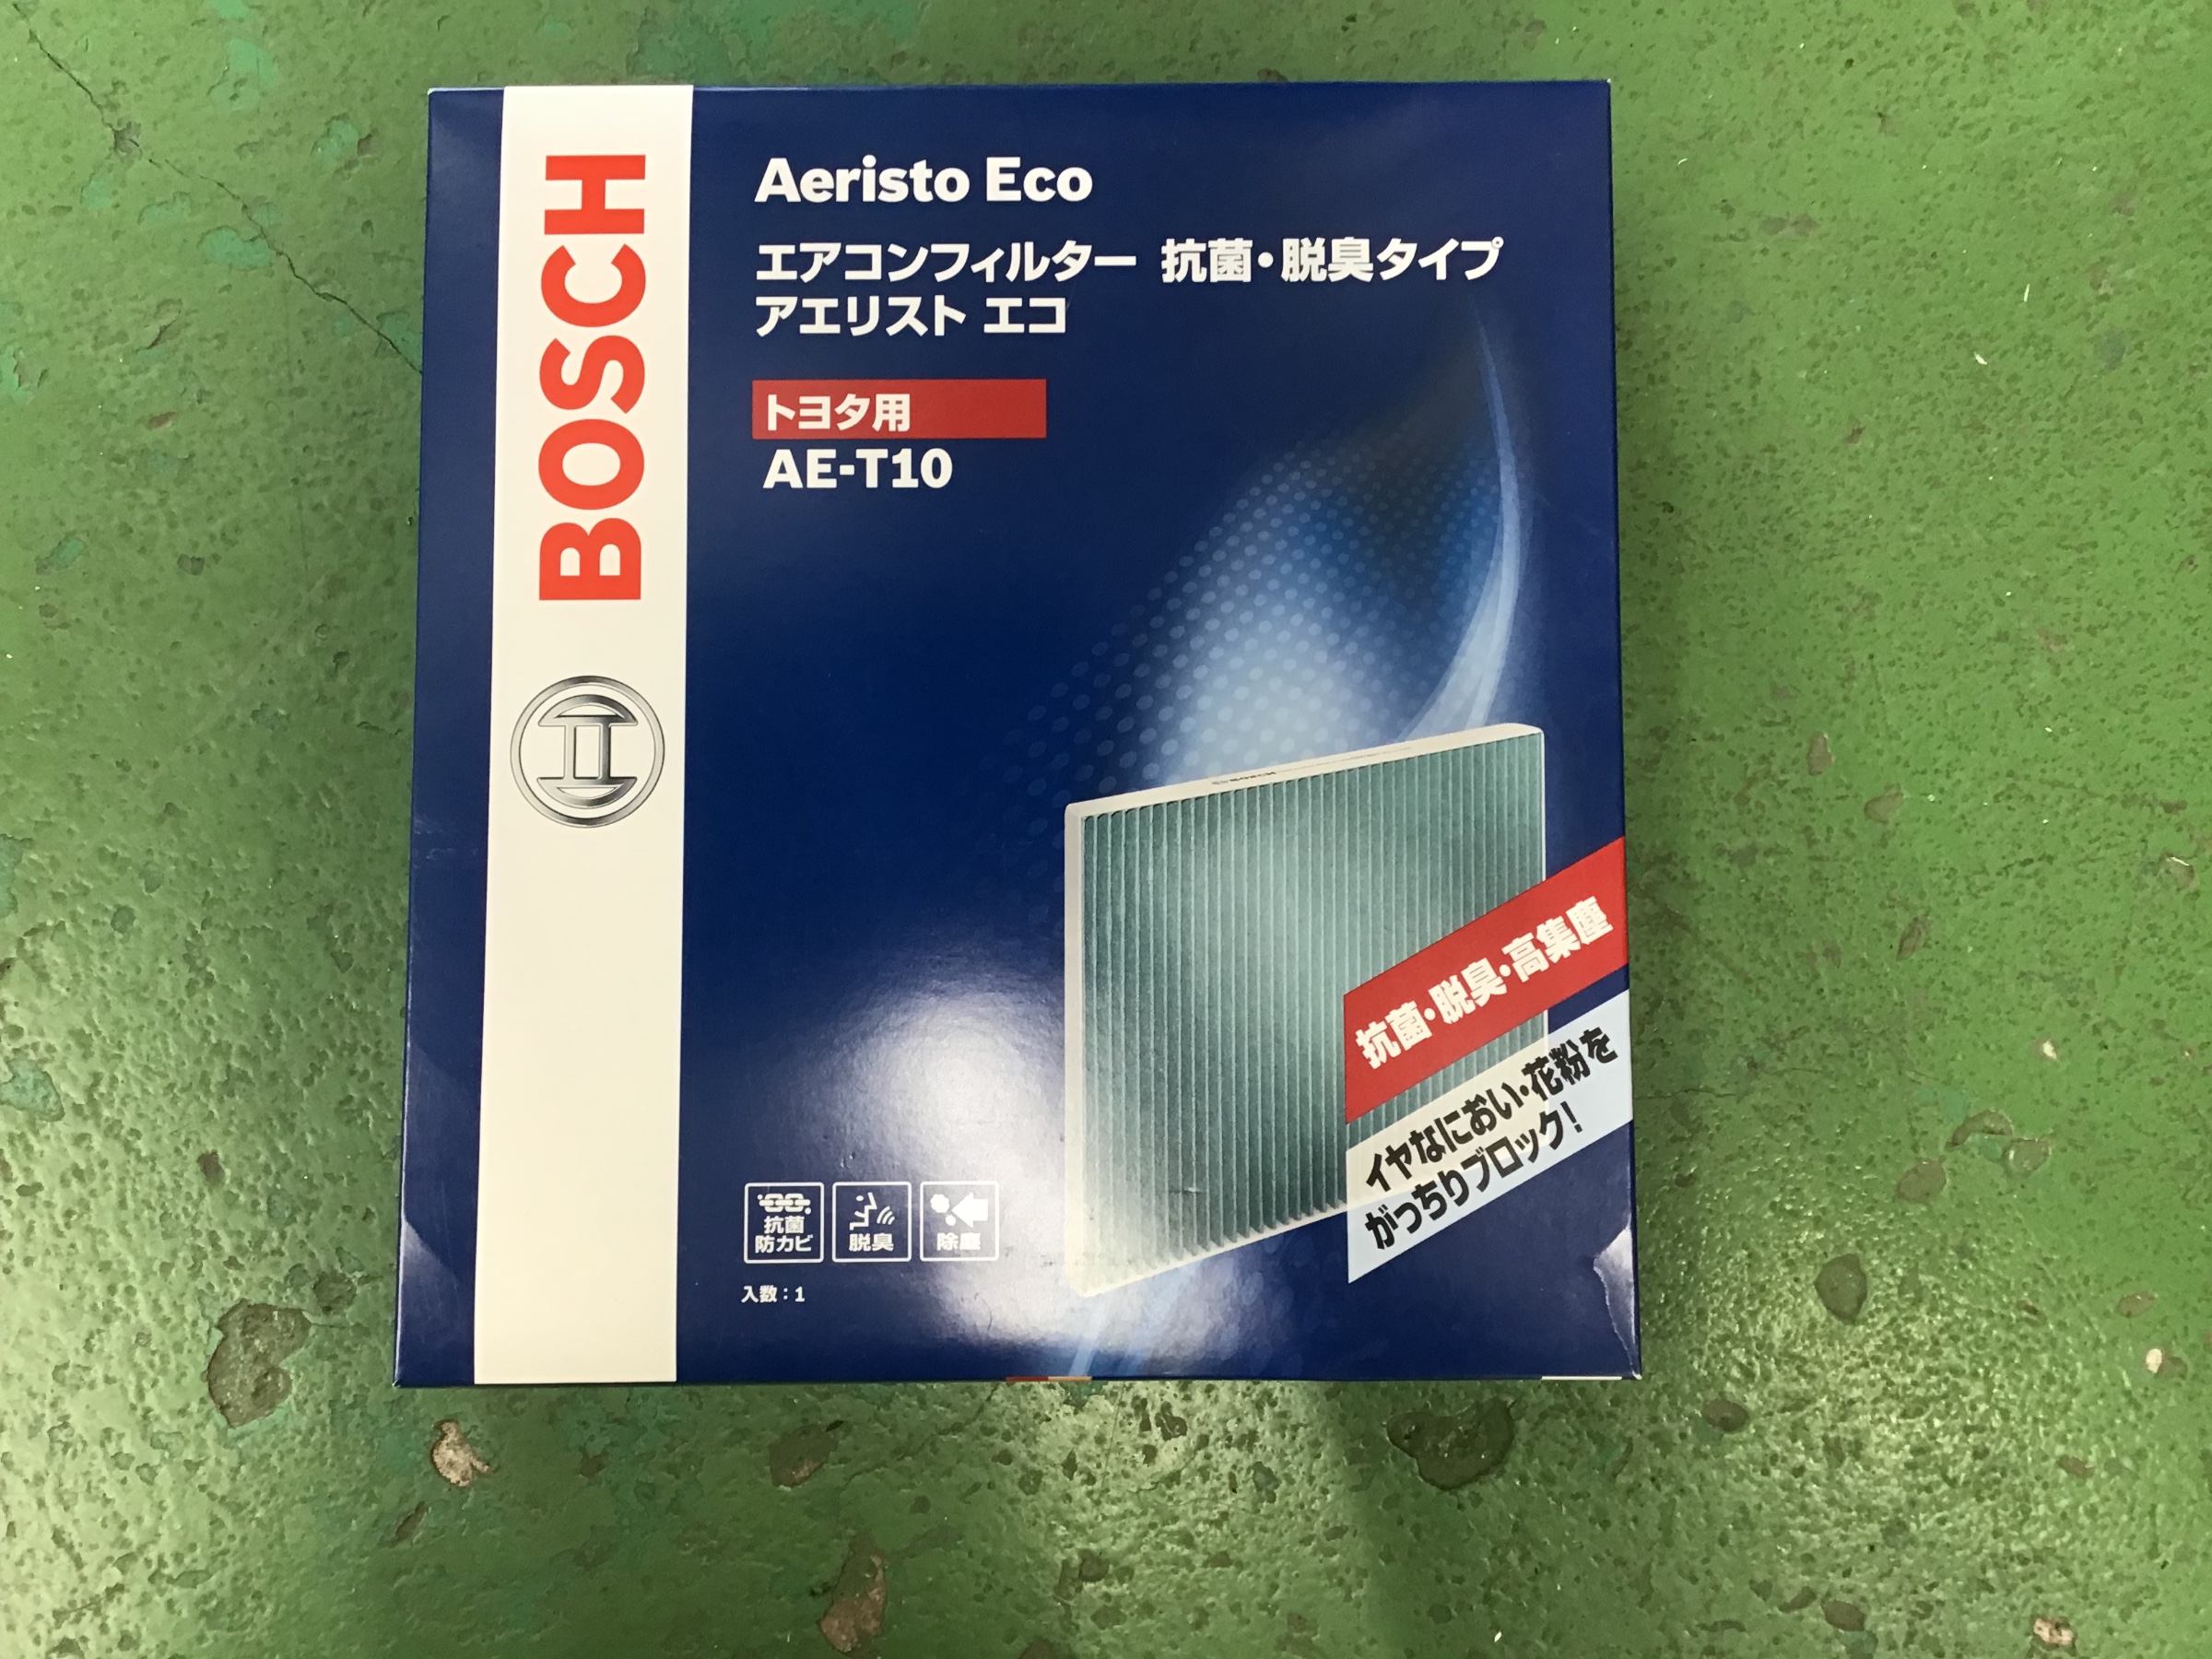 BOSCH
Aeristo Eco
エアコンフィルター 抗菌・脱臭タイプ
アエリスト エコ
トヨタ用
AE-T10
BOSCH
抗菌・脱臭・高集塵
イヤなにおい・花粉を
がっちりブロック!
抗菌
防カビ
脱臭
除塵
入数：1